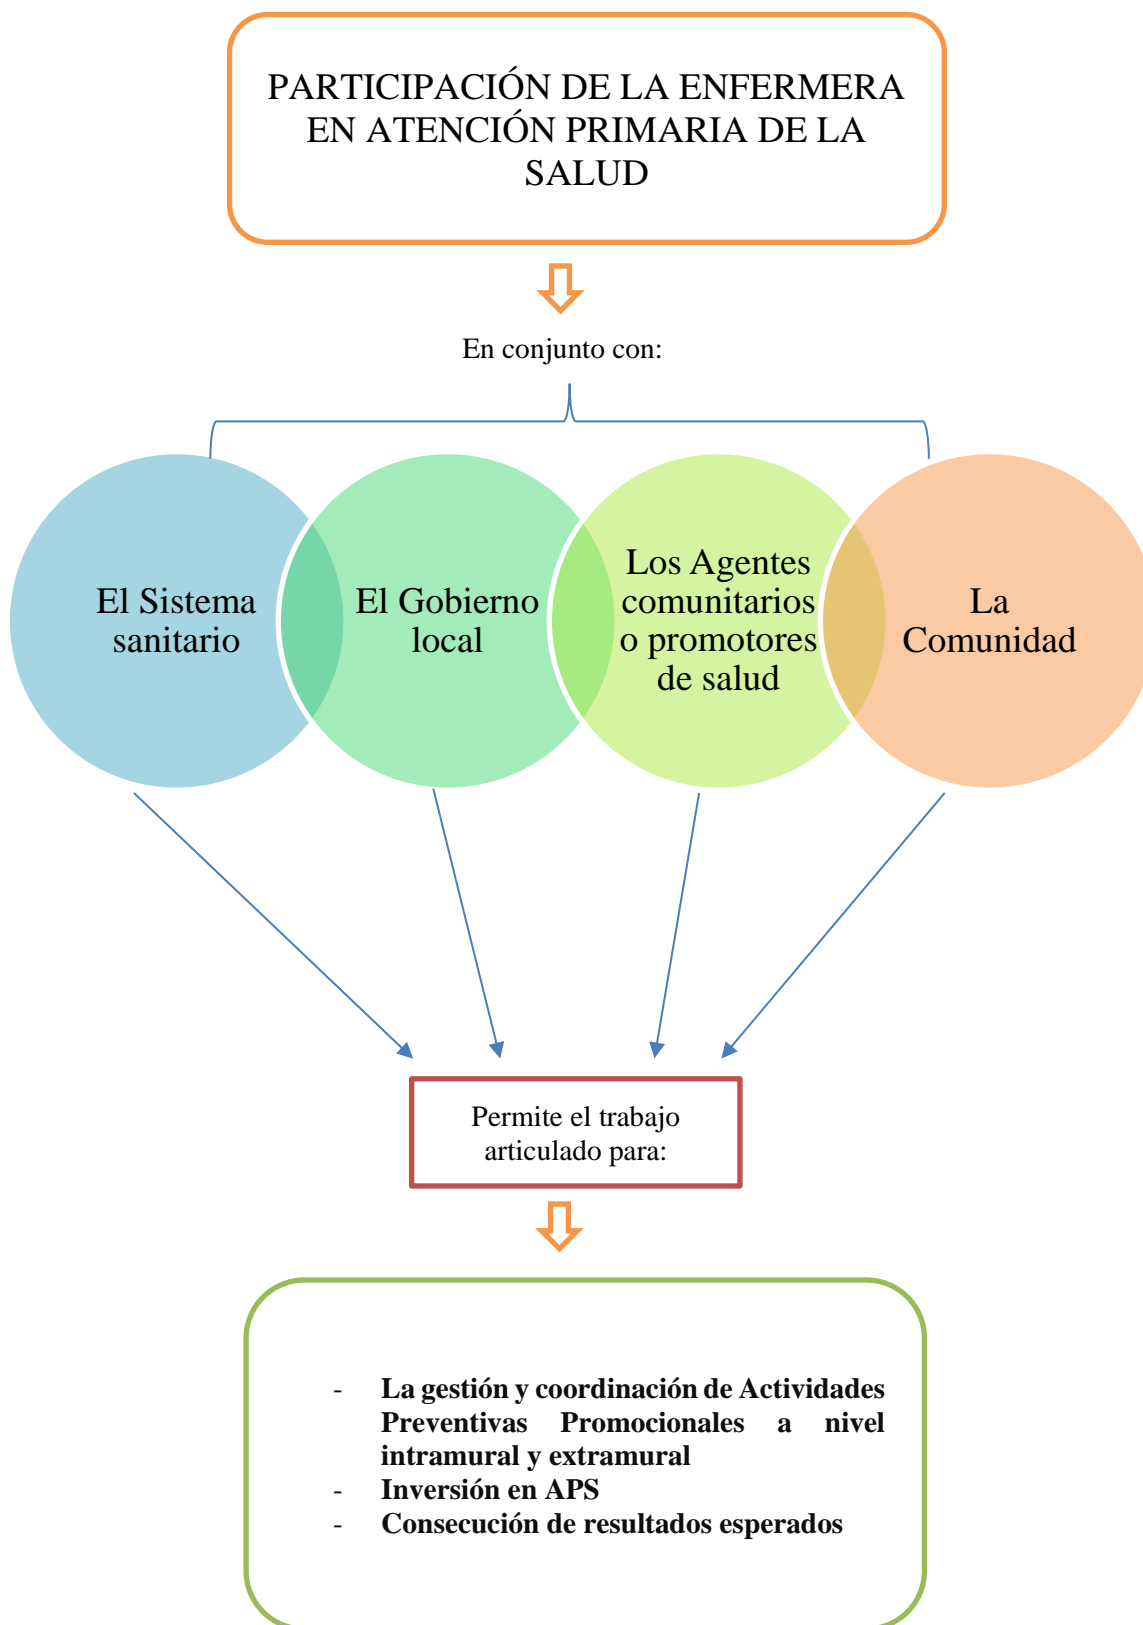 PARTICIPACIÓN DE LA ENFERMERA
EN ATENCIÓN PRIMARIA DE LA
SALUD
En conjunto con:
El Sistema
sanitario
El Gobierno
local
Los Agentes
comunitarios
o promotores
de salud
La
Comunidad
Permite el trabajo
articulado para:
- La gestión y coordinación de Actividades
Preventivas Promocionales a nivel
intramural y extramural
- Inversión en APS
- Consecución de resultados esperados